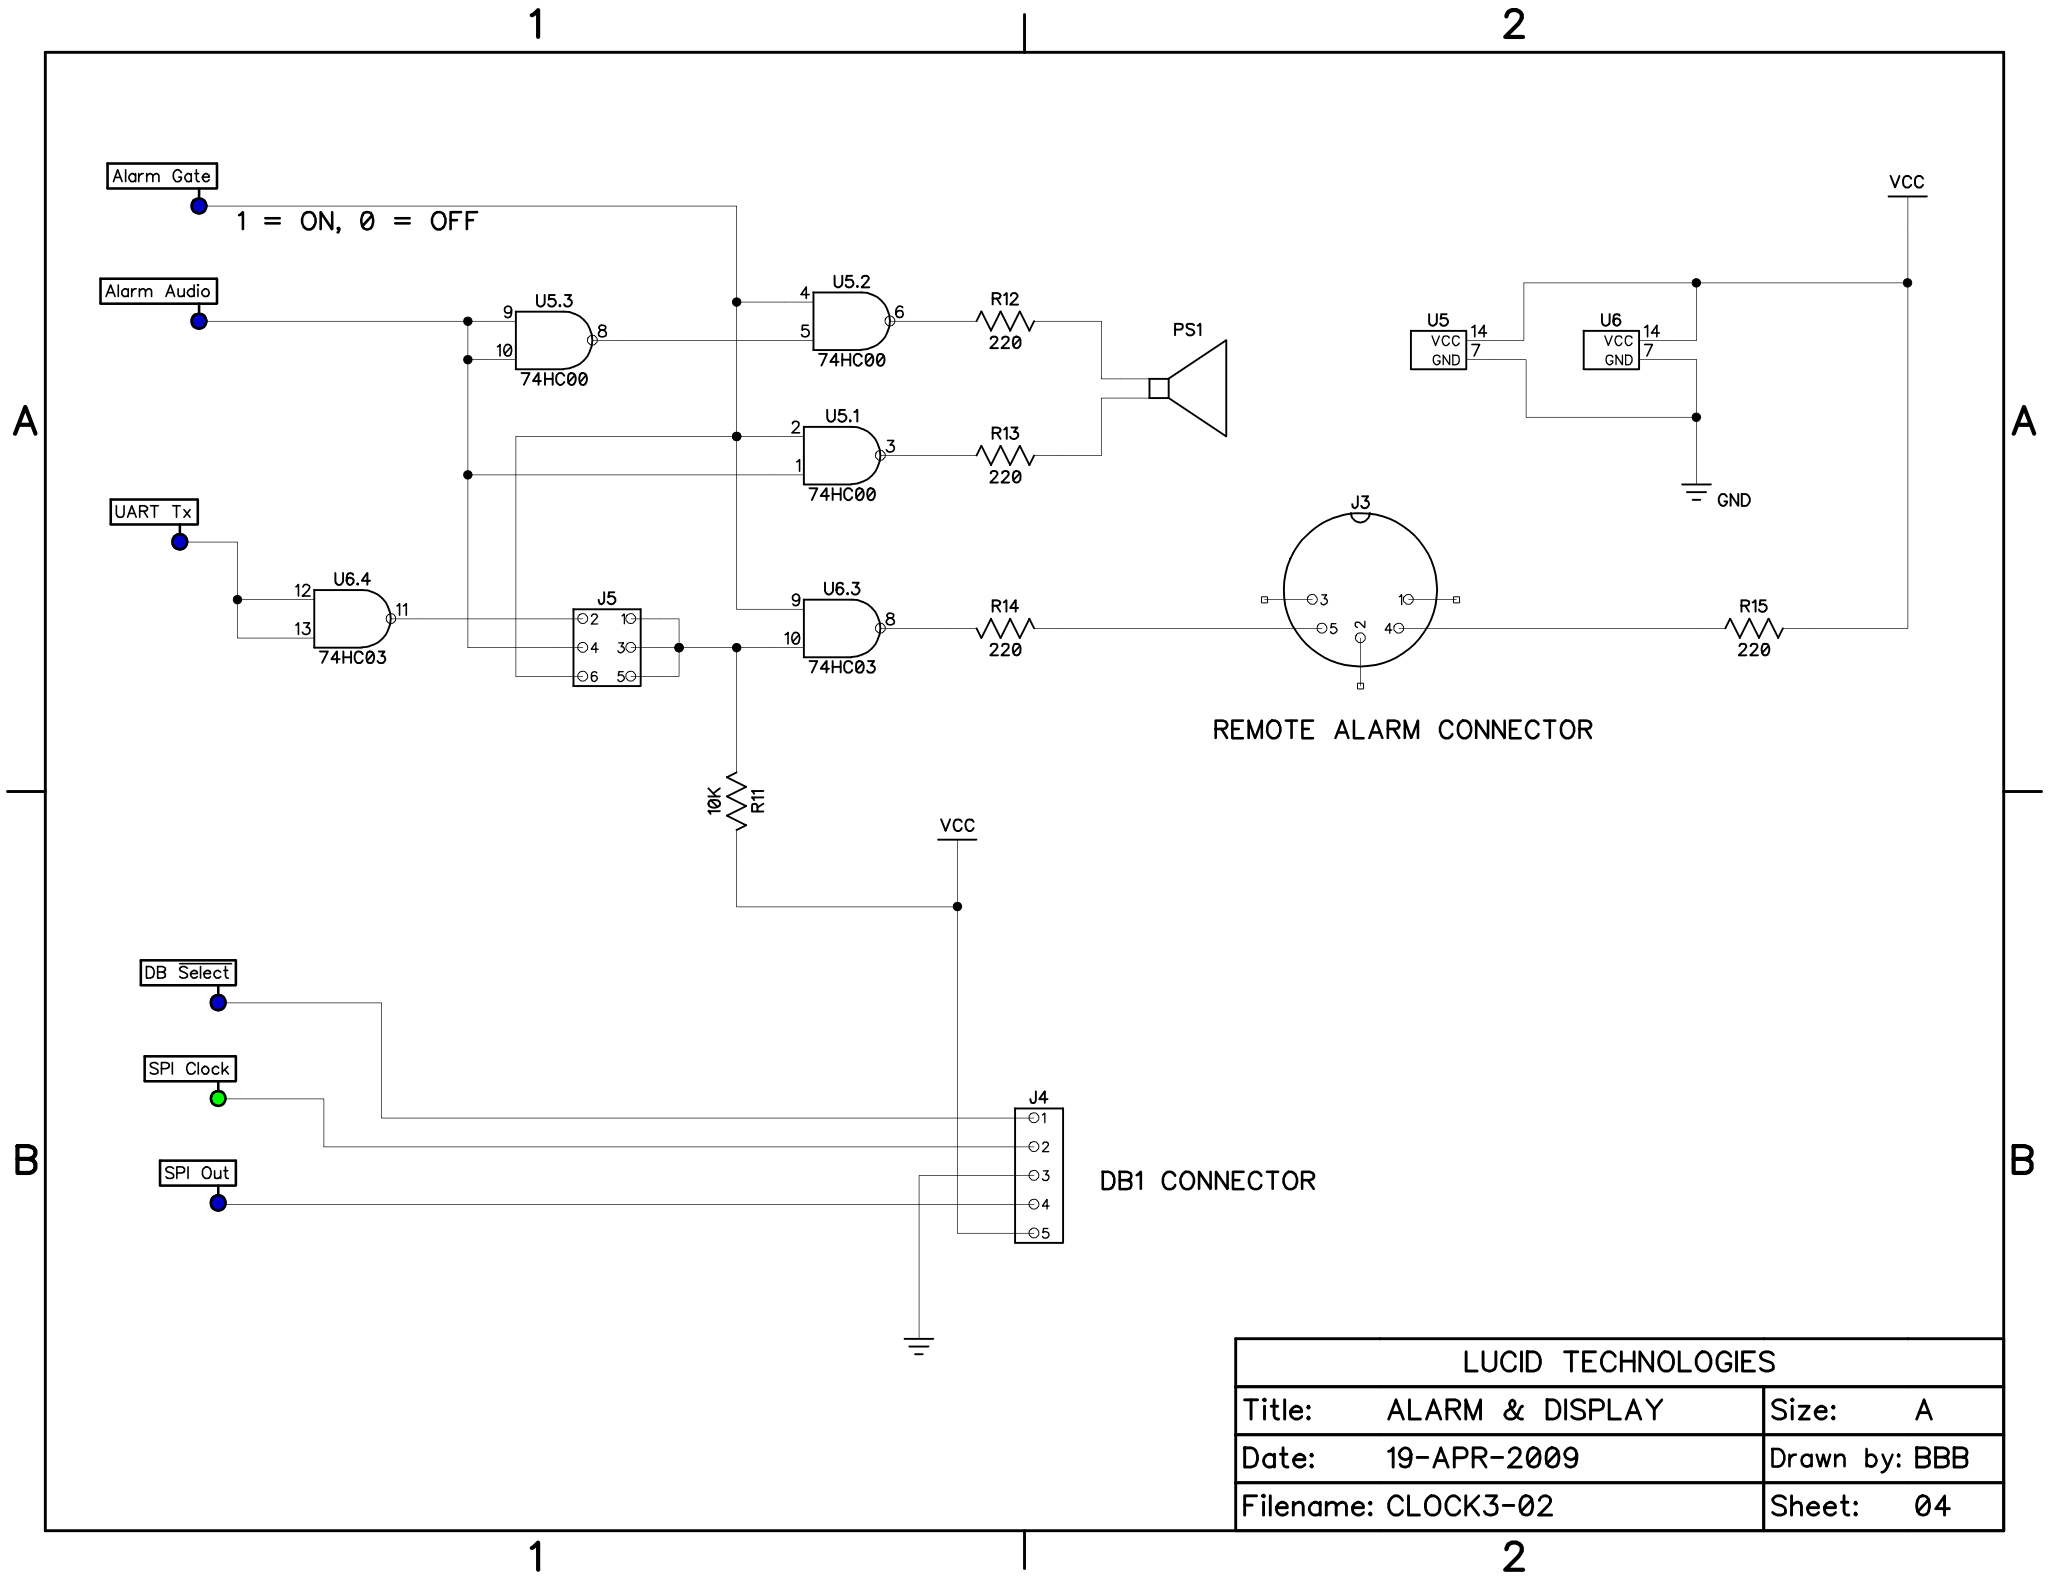 1
2
Alarm Gate
1 = ON, 0 = OFF
VCC
Alarm Audio
U5.3
9
10
8
74HC00
U5.2
4
5
6
74HC00
R12
220
PS1
U5
VCC 14
GND 7
U6
VCC 14
GND 7
A
A
U5.1
2
1
3
74HC00
R13
220
GND
UART Tx
U6.4
12
13
11
74HC03
J5
2 1
4 3
6 5
U6.3
9
10
8
74HC03
R14
220
J3
3 1
5 2 4
R15
220
REMOTE ALARM CONNECTOR
10K
R11
VCC
DB Select
SPI Clock
SPI Out
J4
1
2
3
4
5
DB1 CONNECTOR
B
B
LUCID TECHNOLOGIES
Title: ALARM & DISPLAY Size: A
Date: 19-APR-2009 Drawn by: BBB
Filename: CLOCK3-02 Sheet: 04
1
2